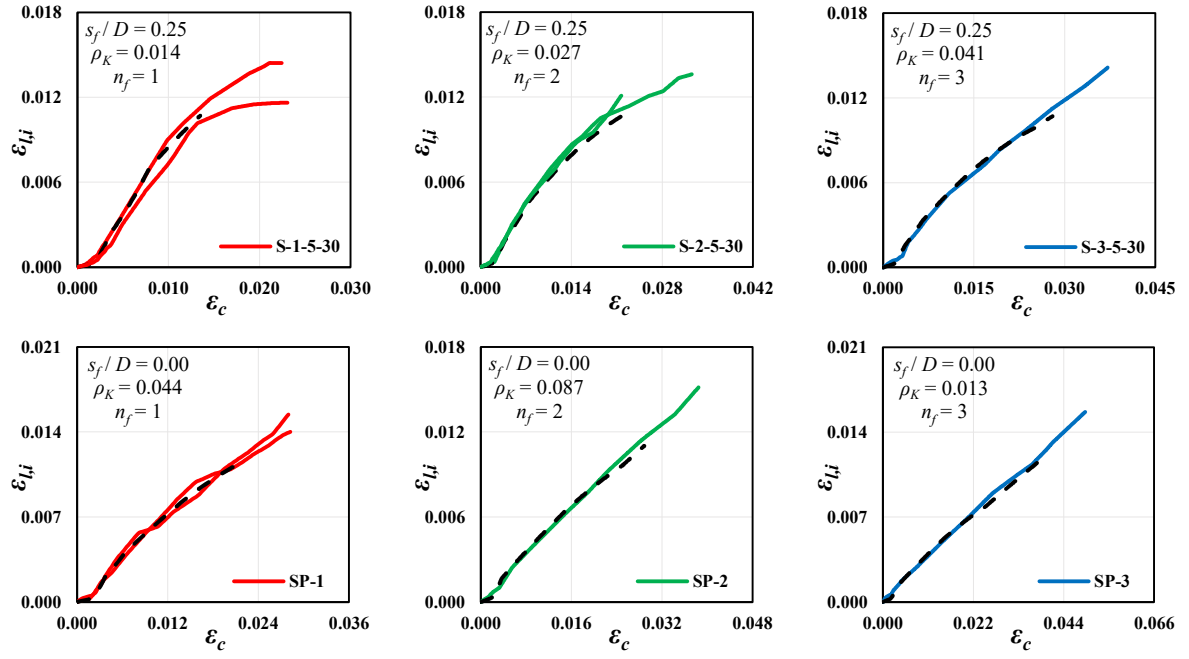 0.018
s_f / D = 0.25
ρ_K = 0.014
n_f = 1
0.012
ε_l,i
0.006
S-1-5-30
0.000
0.000 0.010 0.020 0.030
ε_c
0.018
s_f / D = 0.25
ρ_K = 0.027
n_f = 2
0.012
ε_l,i
0.006
S-2-5-30
0.000
0.000 0.014 0.028 0.042
ε_c
0.018
s_f / D = 0.25
ρ_K = 0.041
n_f = 3
0.012
ε_l,i
0.006
S-3-5-30
0.000
0.000 0.015 0.030 0.045
ε_c
0.021
s_f / D = 0.00
ρ_K = 0.044
n_f = 1
0.014
ε_l,i
0.007
SP-1
0.000
0.000 0.012 0.024 0.036
ε_c
0.018
s_f / D = 0.00
ρ_K = 0.087
n_f = 2
0.012
ε_l,i
0.006
SP-2
0.000
0.000 0.016 0.032 0.048
ε_c
0.021
s_f / D = 0.00
ρ_K = 0.013
n_f = 3
0.014
ε_l,i
0.007
SP-3
0.000
0.000 0.022 0.044 0.066
ε_c